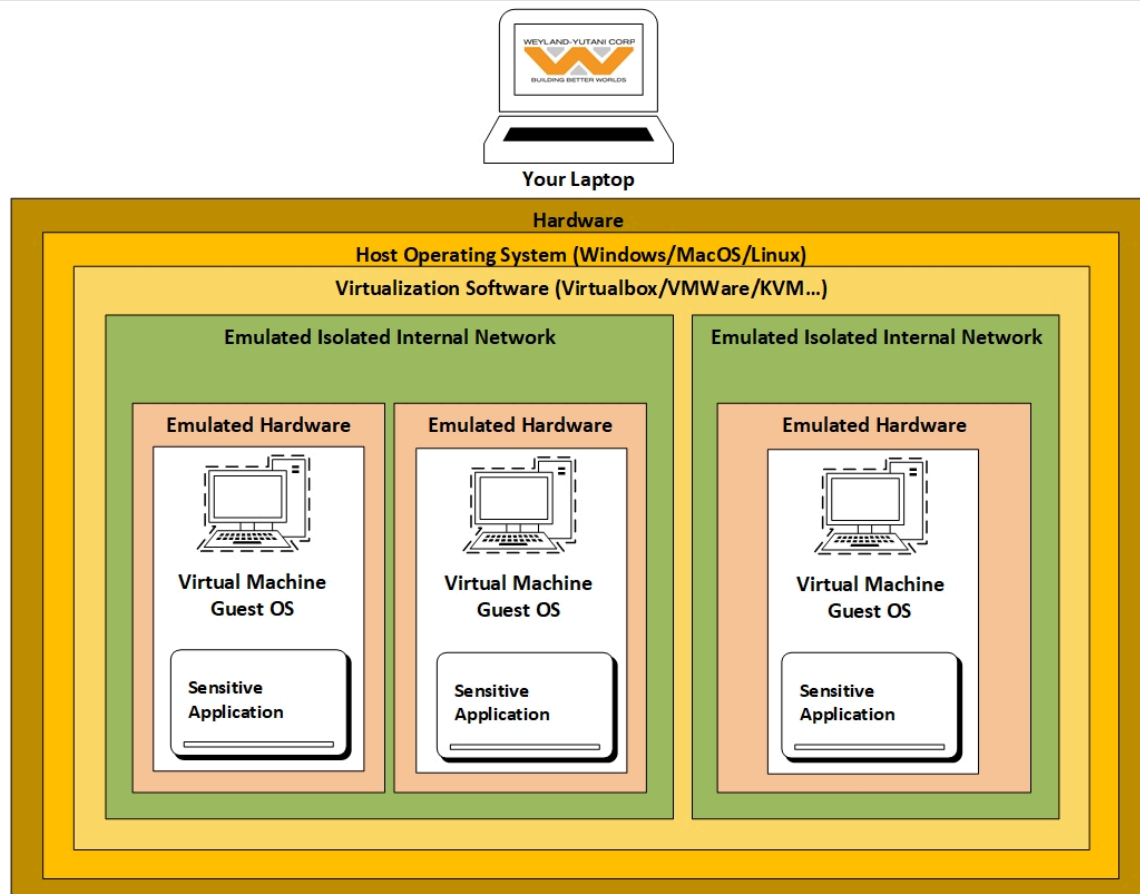 WEYLAND-YUTANI CORP
BUILDING BETTER WORLDS
Your Laptop
Hardware
Host Operating System (Windows/MacOS/Linux)
Virtualization Software (Virtualbox/VMWare/KVM...)
Emulated Isolated Internal Network
Emulated Isolated Internal Network
Emulated Hardware
Emulated Hardware
Emulated Hardware
Virtual Machine
Guest OS
Virtual Machine
Guest OS
Virtual Machine
Guest OS
Sensitive
Application
Sensitive
Application
Sensitive
Application